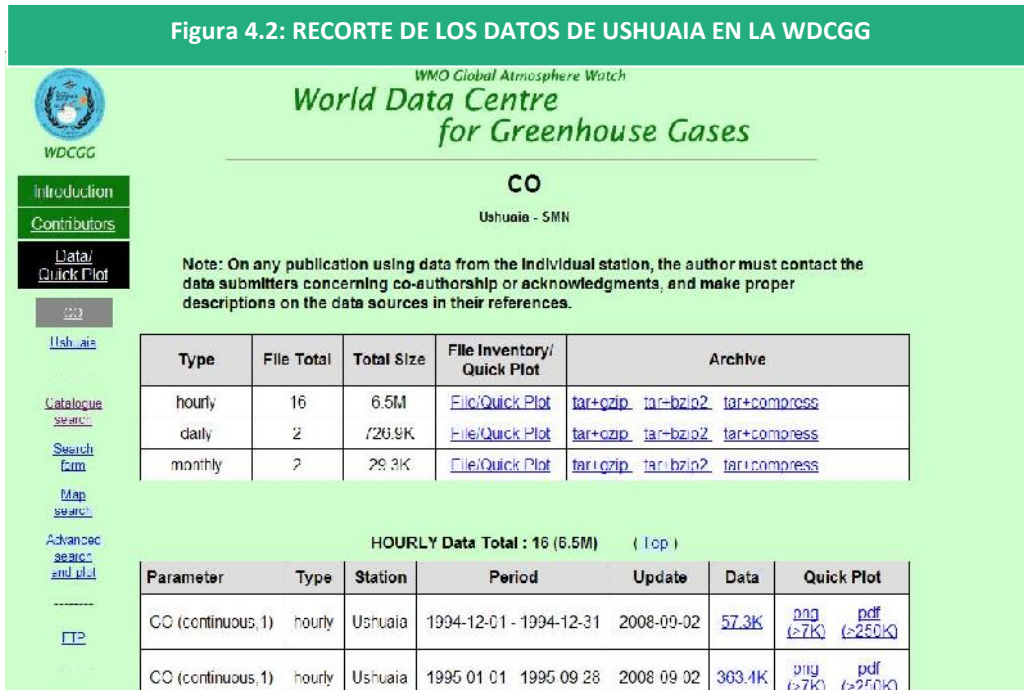 Figura 4.2: RECORTE DE LOS DATOS DE USHUAIA EN LA WDCGG
WMO Global Atmosphere Watch
World Data Centre
for Greenhouse Gases
WDCGG
Introduction
Contributors
Data/
Quick Plot
CO
Ushuaia
Catalogue
search
Search
form
Map
search
Advanced
search
and plot
--------
FTP
CO
Ushuaia - SMN
Note: On any publication using data from the individual station, the author must contact the
data submitters concerning co-authorship or acknowledgments, and make proper
descriptions on the data sources in their references.
Type File Total Total Size File Inventory/ Quick Plot Archive
hourly 16 6.5M File/Quick Plot tar+gzip tar+bzip2 tar+compress
daily 2 726.9K File/Quick Plot tar+gzip tar+bzip2 tar+compress
monthly 2 29.3K File/Quick Plot tar+gzip tar+bzip2 tar+compress
HOURLY Data Total : 16 (6.5M) ( Top )
Parameter Type Station Period Update Data Quick Plot
CO (continuous,1) hourly Ushuaia 1994-12-01 - 1994-12-31 2008-09-02 57.3K png (>7K) pdf (>250K)
CO (continuous,1) hourly Ushuaia 1995-01-01 - 1995-09-28 2008-09-02 363.4K png (>7K) pdf (>250K)